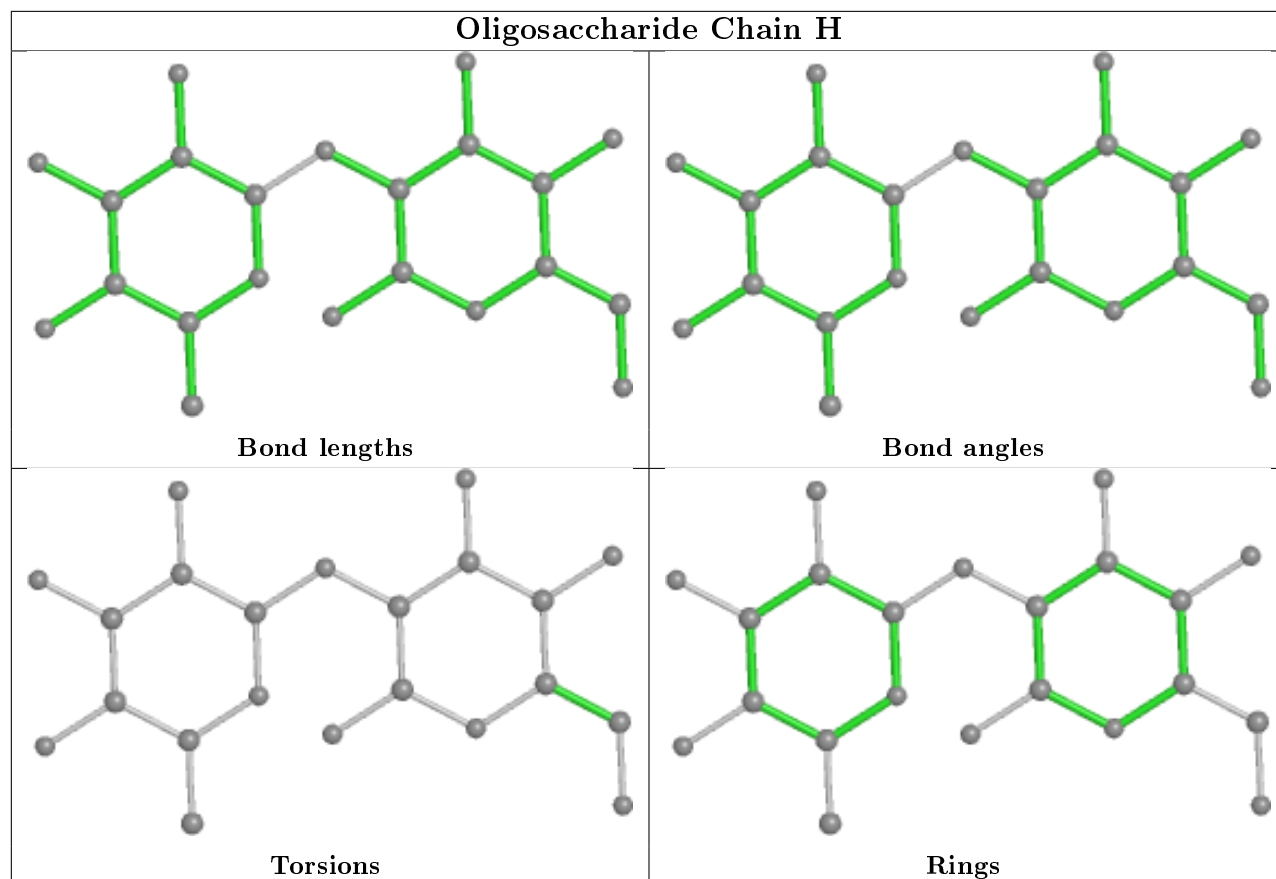 Oligosaccharide Chain H
Bond lengths
Bond angles
Torsions
Rings